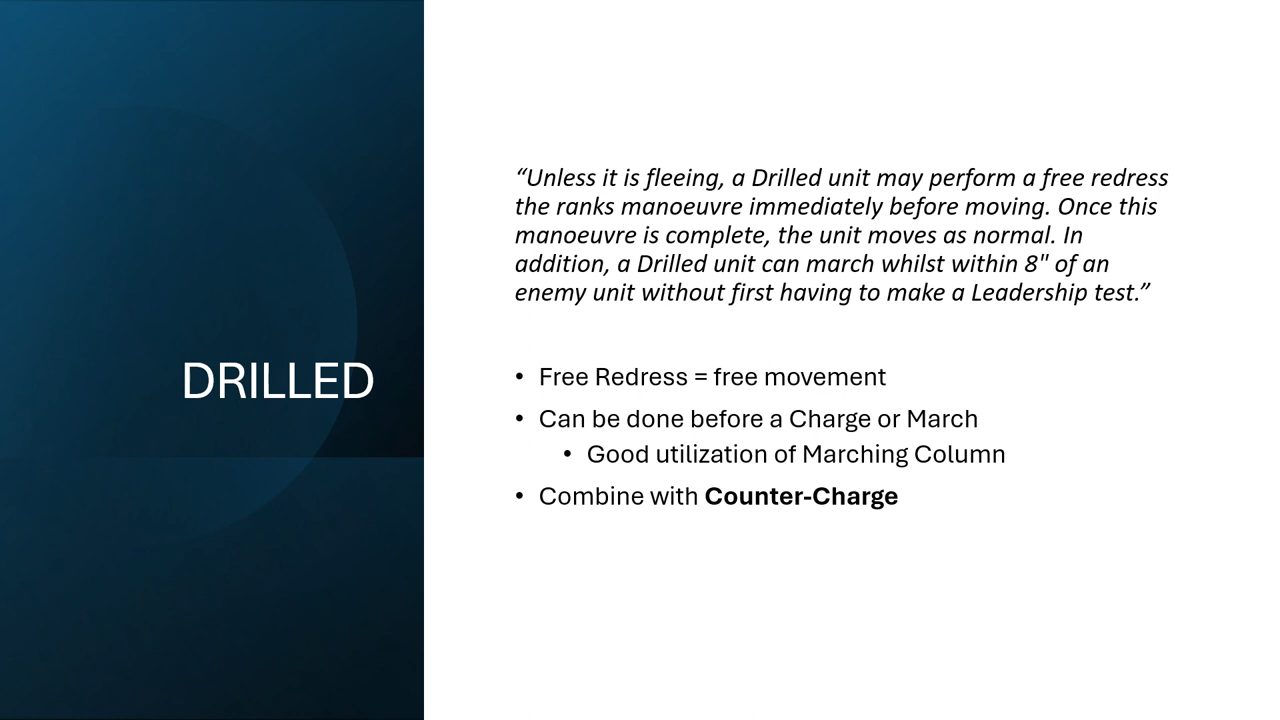 DRILLED
“Unless it is fleeing, a Drilled unit may perform a free redress
the ranks manoeuvre immediately before moving. Once this
manoeuvre is complete, the unit moves as normal. In
addition, a Drilled unit can march whilst within 8" of an
enemy unit without first having to make a Leadership test.”
• Free Redress = free movement
• Can be done before a Charge or March
• Good utilization of Marching Column
• Combine with Counter-Charge